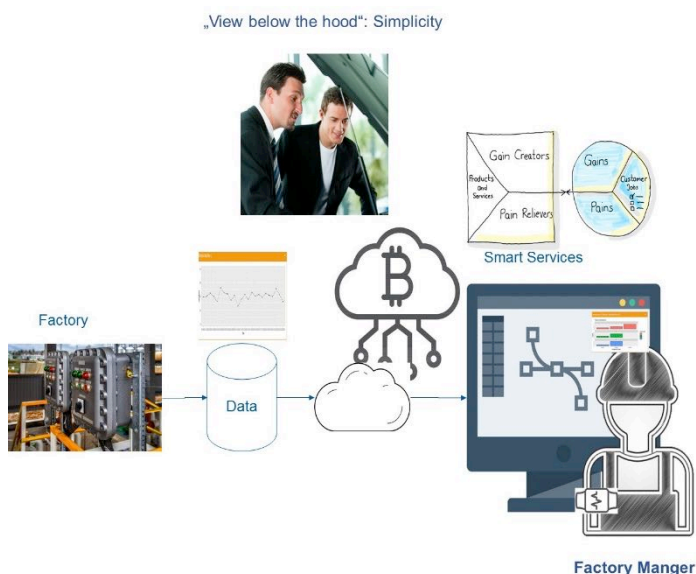 „View below the hood“: Simplicity
Gain Creators
Products
and
Services
Pain Relievers
Gains
Customer
Jobs
Pains
Smart Services
Factory
Data
Factory Manger